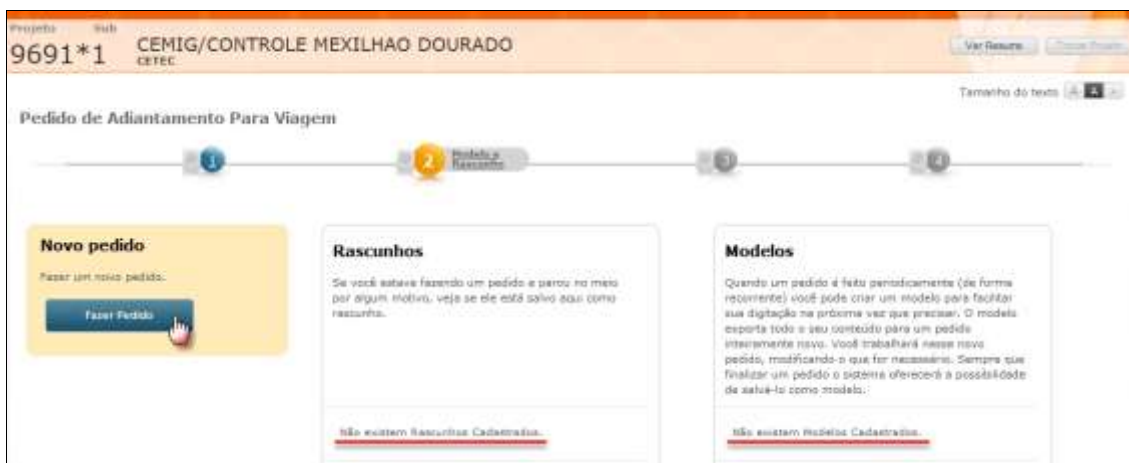 Projeto Sub
9691*1 CEMIG/CONTROLE MEXILHAO DOURADO
CETEC
Ver Resumo
Tamanho do texto A A
Pedido de Adiantamento Para Viagem
1
2 Modelo e
Rascunho
3
4
Novo pedido
Fazer um novo pedido.
Fazer Pedido
Rascunhos
Se você estava fazendo um pedido e parou no meio
por algum motivo, veja se ele está salvo aqui como
rascunho.
Não existem Rascunhos Cadastrados.
Modelos
Quando um pedido é feito periodicamente (de forma
recorrente) você pode criar um modelo para facilitar
sua digitação na próxima vez que precisar. O modelo
exporta todo o seu conteúdo para um pedido
inteiramente novo. Você trabalhará nesse novo
pedido, modificando o que for necessário. Sempre que
finalizar um pedido o sistema oferecerá a possibilidade
de salvá-lo como modelo.
Não existem Modelos Cadastrados.